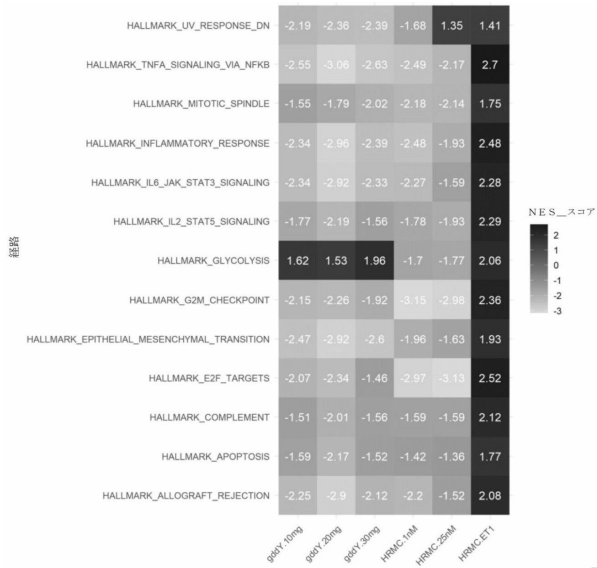 HALLMARK_UV_RESPONSE_DN -2.19 -2.36 -2.39 -1.68 1.35 1.41
HALLMARK_TNFA_SIGNALING_VIA_NFKB -2.55 -3.06 -2.63 -2.49 -2.17 2.7
HALLMARK_MITOTIC_SPINDLE -1.55 -1.79 -2.02 -2.18 -2.14 1.75
HALLMARK_INFLAMMATORY_RESPONSE -2.34 -2.96 -2.39 -2.48 -1.93 2.48
HALLMARK_IL6_JAK_STAT3_SIGNALING -2.34 -2.92 -2.33 -2.27 -1.59 2.28
HALLMARK_IL2_STAT5_SIGNALING -1.77 -2.19 -1.56 -1.78 -1.93 2.29
HALLMARK_GLYCOLYSIS 1.62 1.53 1.96 -1.7 -1.77 2.06
HALLMARK_G2M_CHECKPOINT -2.15 -2.26 -1.92 -3.15 -2.98 2.36
HALLMARK_EPITHELIAL_MESENCHYMAL_TRANSITION -2.47 -2.92 -2.6 -1.96 -1.63 1.93
HALLMARK_E2F_TARGETS -2.07 -2.34 -1.46 -2.97 -3.13 2.52
HALLMARK_COMPLEMENT -1.51 -2.01 -1.56 -1.59 -1.59 2.12
HALLMARK_APOPTOSIS -1.59 -2.17 -1.52 -1.42 -1.36 1.77
HALLMARK_ALLOGRAFT_REJECTION -2.25 -2.9 -2.12 -2.2 -1.52 2.08
gddY.10mg gddY.20mg gddY.30mg HRMC.1nM HRMC.25nM HRMC.ET1
経路
ＮＥＳ＿スコア
2
1
0
-1
-2
-3